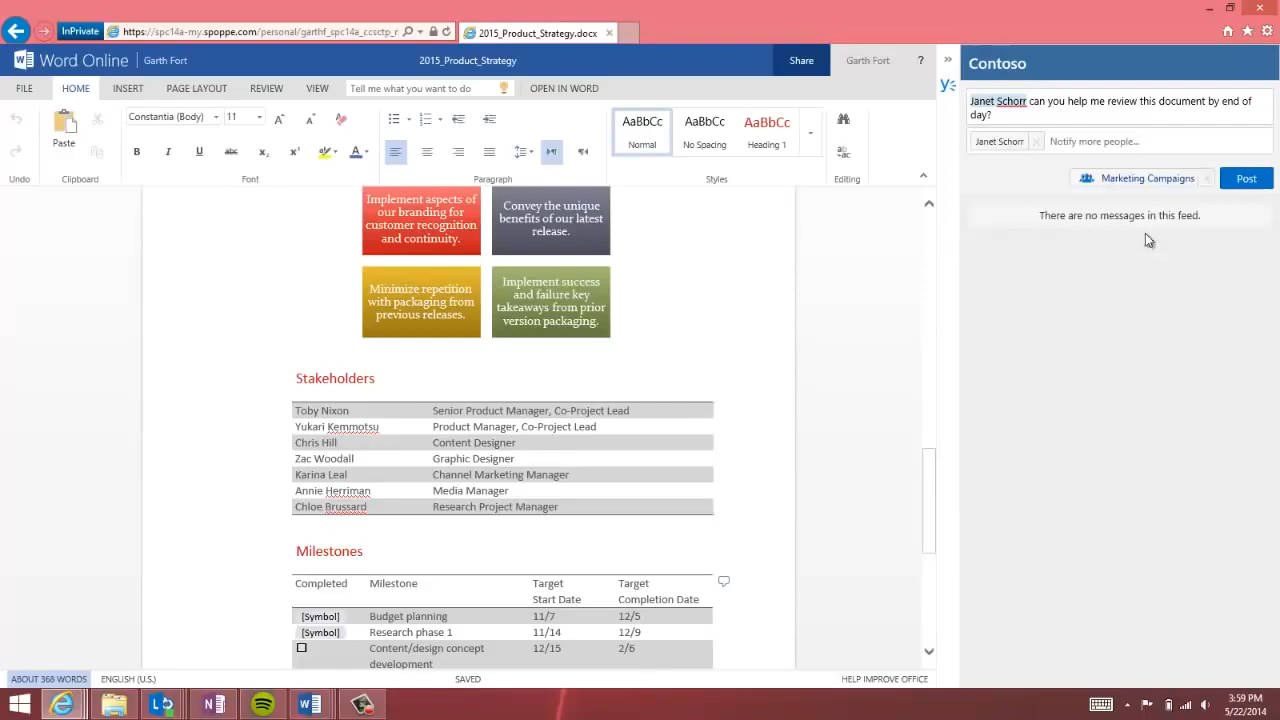 InPrivate
https://spc14a-my.spoppe.com/personal/garthf_spc14a_ccsctp_r
2015_Product_Strategy.docx
Word Online
Garth Fort
2015_Product_Strategy
Share
Garth Fort
?
FILE
HOME
INSERT
PAGE LAYOUT
REVIEW
VIEW
Tell me what you want to do
OPEN IN WORD
Paste
Constantia (Body)
11
B I U abc x₂ x²
AaBbCc
AaBbCc
AaBbCc
Normal
No Spacing
Heading 1
Undo
Clipboard
Font
Paragraph
Styles
Editing
Implement aspects of
our branding for
customer recognition
and continuity.
Convey the unique
benefits of our latest
release.
Minimize repetition
with packaging from
previous releases.
Implement success
and failure key
takeaways from prior
version packaging.
Stakeholders
Toby Nixon Senior Product Manager, Co-Project Lead
Yukari Kemmotsu Product Manager, Co-Project Lead
Chris Hill Content Designer
Zac Woodall Graphic Designer
Karina Leal Channel Marketing Manager
Annie Herriman Media Manager
Chloe Brussard Research Project Manager
Milestones
Completed Milestone Target Target
Start Date Completion Date
[Symbol] Budget planning 11/7 12/5
[Symbol] Research phase 1 11/14 12/9
Content/design concept 12/15 2/6
development
Contoso
Janet Schorr can you help me review this document by end of
day?
Janet Schorr
Notify more people...
Marketing Campaigns
Post
There are no messages in this feed.
ABOUT 368 WORDS
ENGLISH (U.S.)
SAVED
HELP IMPROVE OFFICE
3:59 PM
5/22/2014